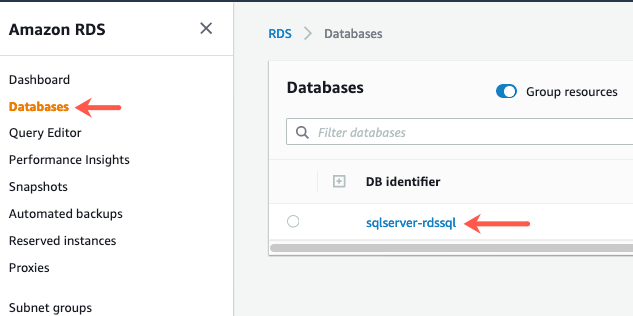 Amazon RDS
Dashboard
Databases
Query Editor
Performance Insights
Snapshots
Automated backups
Reserved instances
Proxies
Subnet groups
RDS > Databases
Databases
Group resources
Filter databases
DB identifier
sqlserver-rdssql